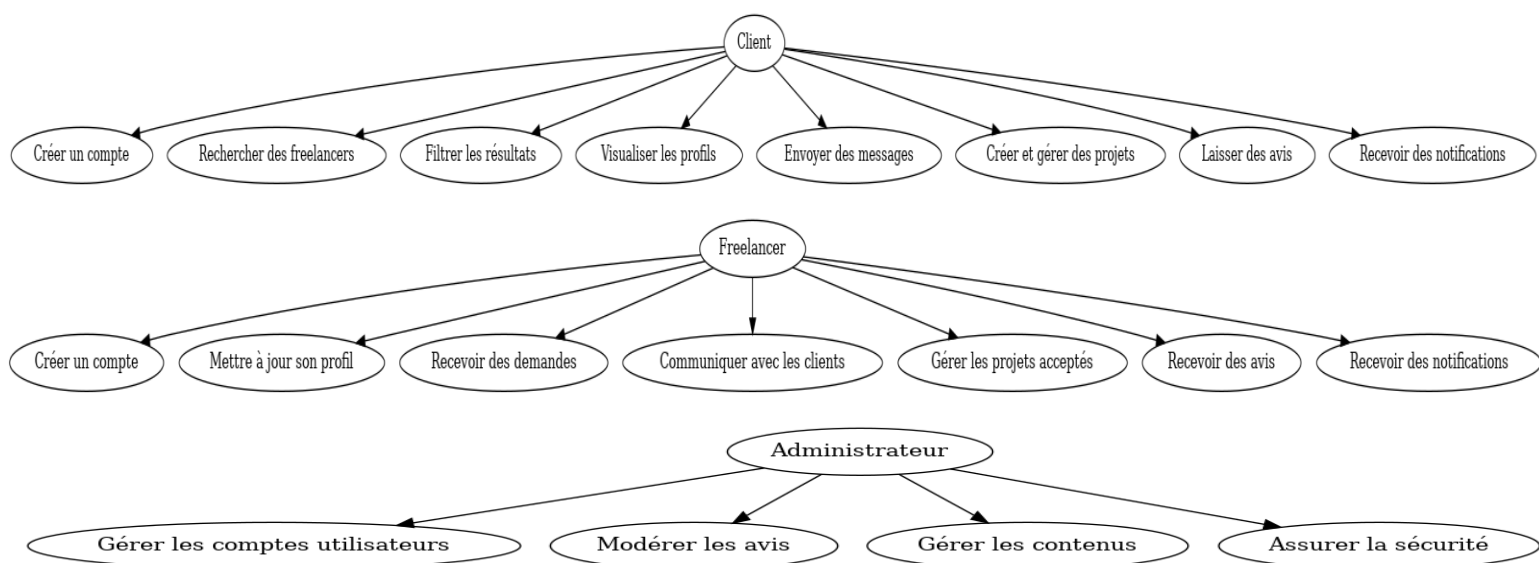 Client
Créer un compte
Rechercher des freelancers
Filtrer les résultats
Visualiser les profils
Envoyer des messages
Créer et gérer des projets
Laisser des avis
Recevoir des notifications
Freelancer
Créer un compte
Mettre à jour son profil
Recevoir des demandes
Communiquer avec les clients
Gérer les projets acceptés
Recevoir des avis
Recevoir des notifications
Administrateur
Gérer les comptes utilisateurs
Modérer les avis
Gérer les contenus
Assurer la sécurité